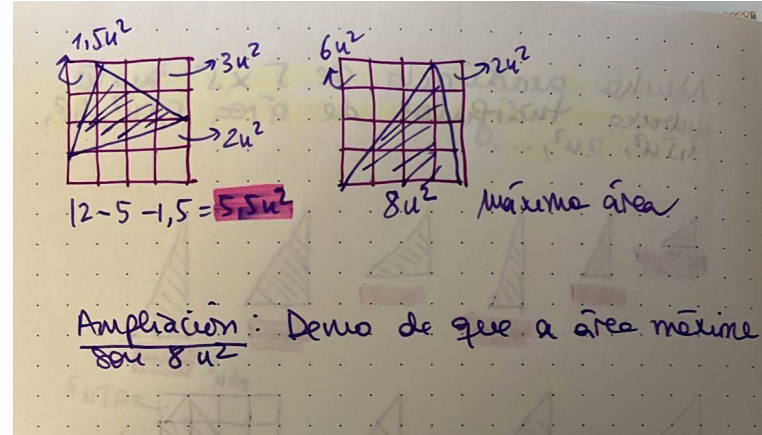 1,5u²
3u²
2u²
12-5-1,5 = 5,5u²
6u²
2u²
8u² Máxima área
Ampliación: Demo de que a área máxima
son 8u²